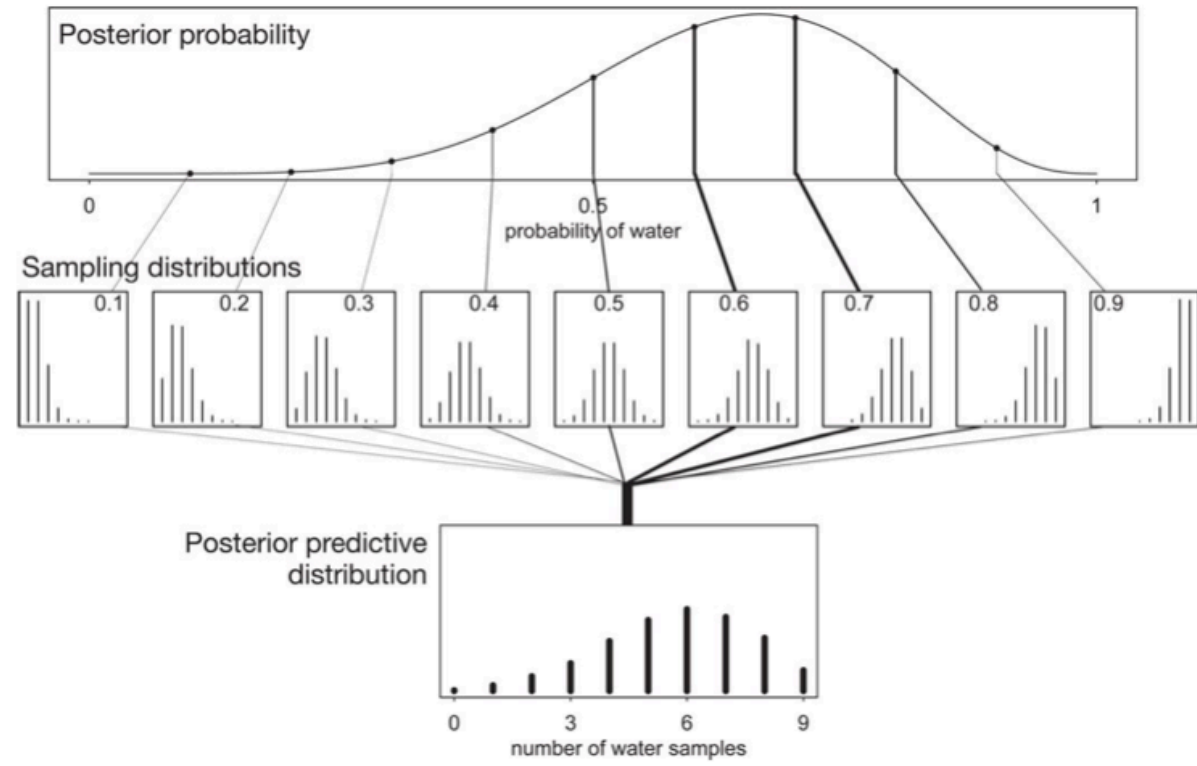 Posterior probability
0 0.5 1
probability of water
Sampling distributions
0.1 0.2 0.3 0.4 0.5 0.6 0.7 0.8 0.9
Posterior predictive
distribution
0 3 6 9
number of water samples